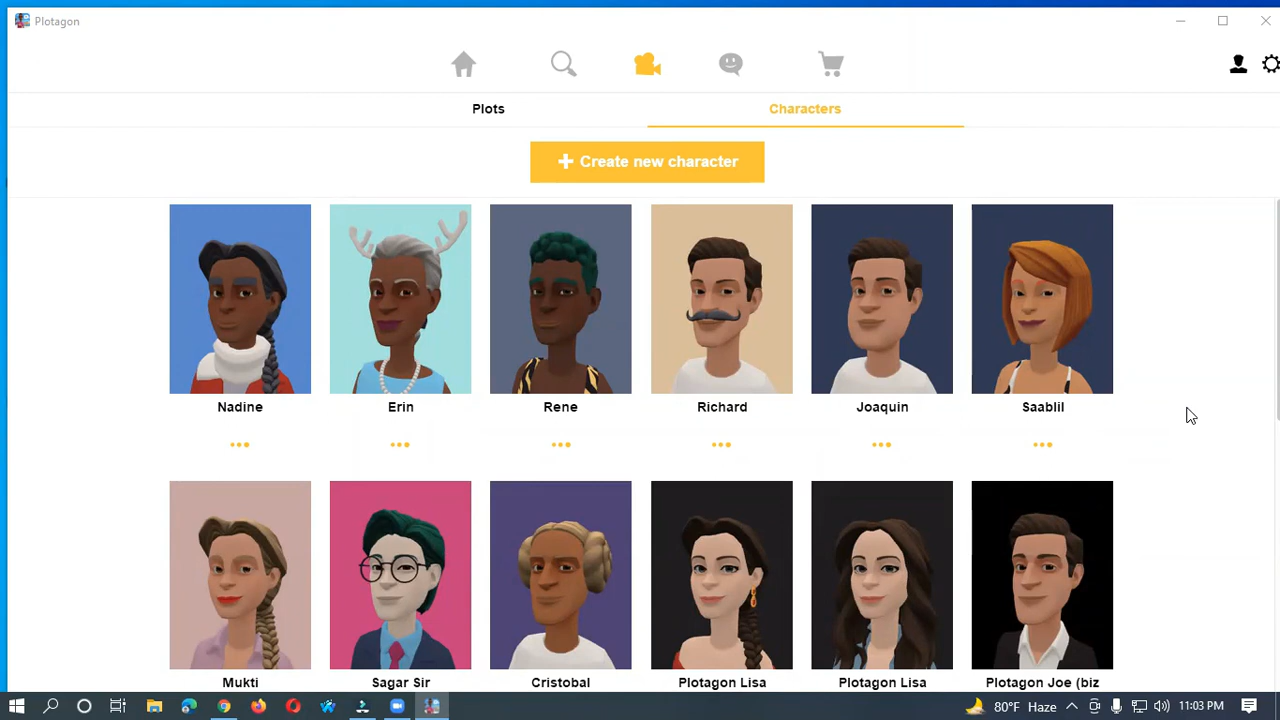 Plotagon
Plots
Characters
Create new character
Nadine
Erin
Rene
Richard
Joaquin
Saablil
Mukti
Sagar Sir
Cristobal
Plotagon Lisa
Plotagon Lisa
Plotagon Joe (biz
80°F Haze
11:03 PM